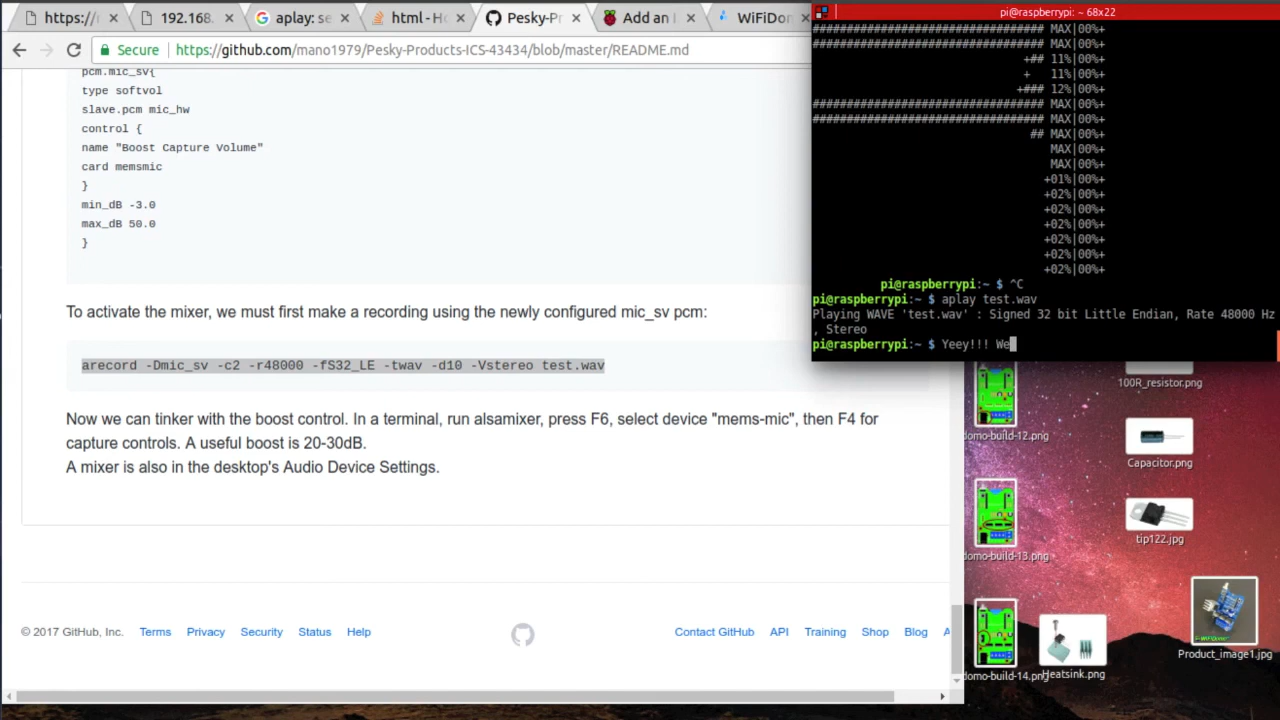 https:/
192.168.
aplay: se
html - Ho
Pesky-Pr
Add an I
WiFiDon
Secure
https://github.com/mano1979/Pesky-Products-ICS-43434/blob/master/README.md
pcm.mic_sv{
type softvol
slave.pcm mic_hw
control {
name "Boost Capture Volume"
card memsmic
}
min_dB -3.0
max_dB 50.0
}
To activate the mixer, we must first make a recording using the newly configured mic_sv pcm:
arecord -Dmic_sv -c2 -r48000 -fS32_LE -twav -d10 -Vstereo test.wav
Now we can tinker with the boost control. In a terminal, run alsamixer, press F6, select device "mems-mic", then F4 for
capture controls. A useful boost is 20-30dB.
A mixer is also in the desktop's Audio Device Settings.
© 2017 GitHub, Inc. Terms Privacy Security Status Help
Contact GitHub API Training Shop Blog A
pi@raspberrypi: ~ 68x22
################################## MAX|00%+
################################## MAX|00%+
+## 11%|00%+
+ 11%|00%+
+### 12%|00%+
################################## MAX|00%+
################################## MAX|00%+
## MAX|00%+
MAX|00%+
MAX|00%+
+01%|00%+
+02%|00%+
+02%|00%+
+02%|00%+
+02%|00%+
+02%|00%+
+02%|00%+
pi@raspberrypi:~ $ ^C
pi@raspberrypi:~ $ aplay test.wav
Playing WAVE 'test.wav' : Signed 32 bit Little Endian, Rate 48000 Hz
, Stereo
pi@raspberrypi:~ $ Yeey!!! We
100R_resistor.png
domo-build-12.png
Capacitor.png
tip122.jpg
domo-build-13.png
Product_image1.jpg
domo-build-14.png
Heatsink.png